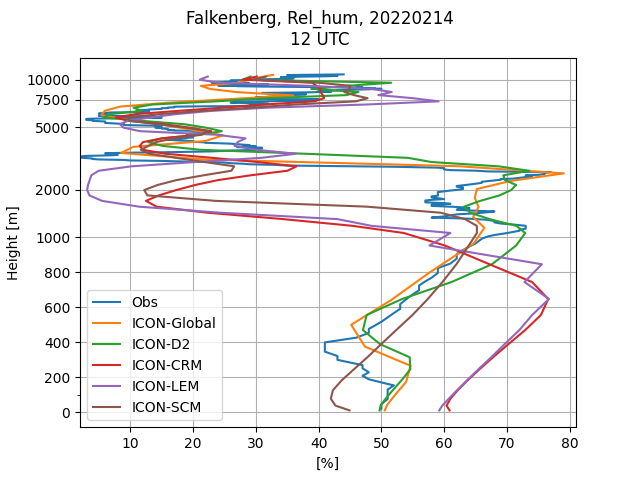 Falkenberg, Rel_hum, 20220214
12 UTC
10000
7500
5000
2000
1000
800
600
400
200
0
Height [m]
Obs
ICON-Global
ICON-D2
ICON-CRM
ICON-LEM
ICON-SCM
10 20 30 40 50 60 70 80
[%]